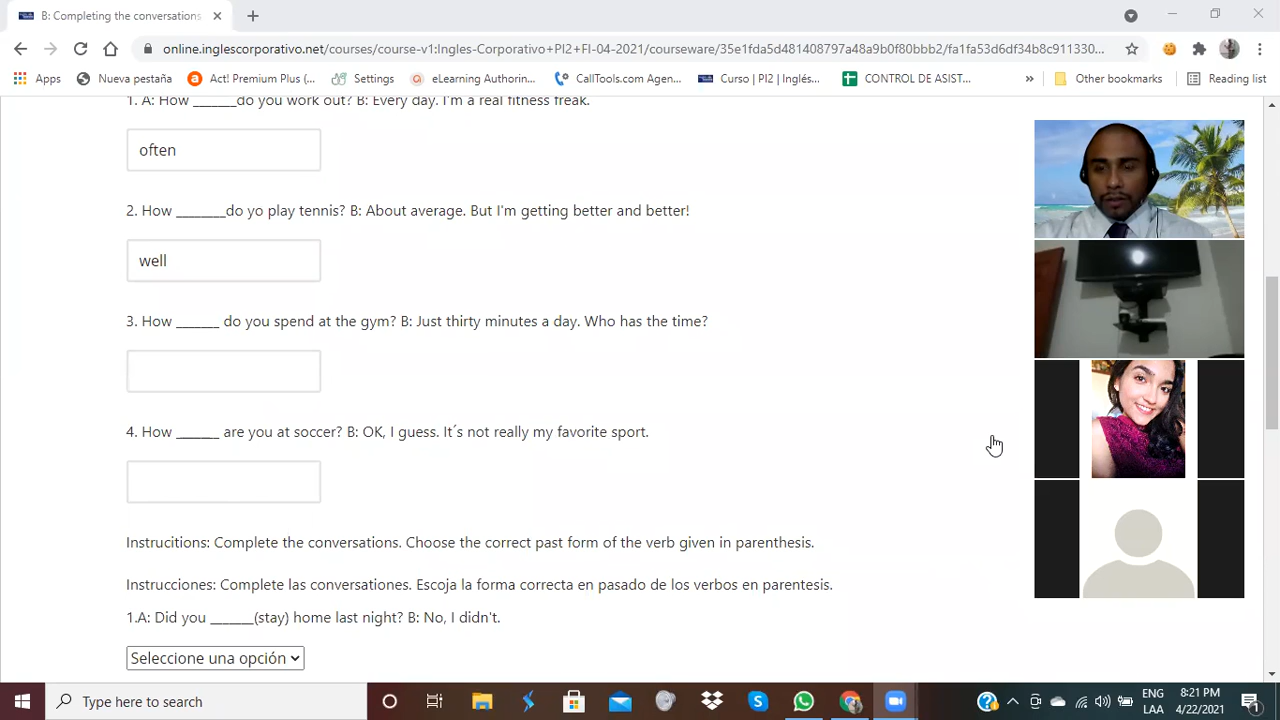 B: Completing the conversations
online.inglescorporativo.net/courses/course-v1:Ingles-Corporativo+PI2+FI-04-2021/courseware/35e1fda5d481408797a48a9b0f80bbb2/fa1fa53d6df34b8c911330...
Apps Nueva pestaña Act! Premium Plus (... Settings eLearning Authorin... CallTools.com Agen... Curso | PI2 | Inglés... CONTROL DE ASIST... » Other bookmarks Reading list
1. A: How _______do you work out? B: Every day. I'm a real fitness freak.
often
2. How ________do yo play tennis? B: About average. But I'm getting better and better!
well
3. How _______ do you spend at the gym? B: Just thirty minutes a day. Who has the time?
4. How _______ are you at soccer? B: OK, I guess. It´s not really my favorite sport.
Instrucitions: Complete the conversations. Choose the correct past form of the verb given in parenthesis.
Instrucciones: Complete las conversationes. Escoja la forma correcta en pasado de los verbos en parentesis.
1.A: Did you _______(stay) home last night? B: No, I didn't.
Seleccione una opción
Type here to search
ENG 8:21 PM
LAA 4/22/2021